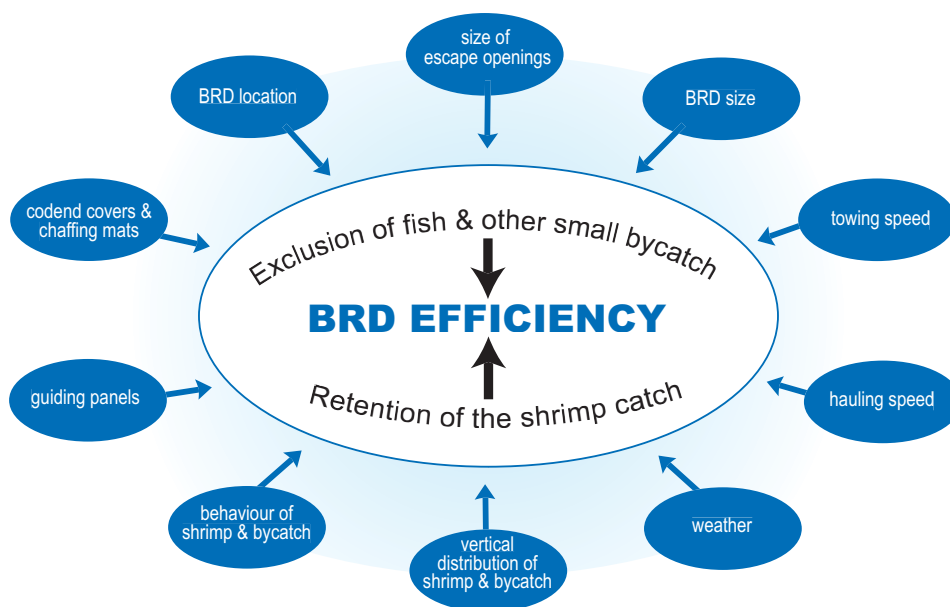 size of
escape openings
BRD location
BRD size
codend covers &
chaffing mats
towing speed
Exclusion of fish & other small bycatch
BRD EFFICIENCY
Retention of the shrimp catch
guiding panels
hauling speed
behaviour of
shrimp & bycatch
weather
vertical
distribution of
shrimp & bycatch